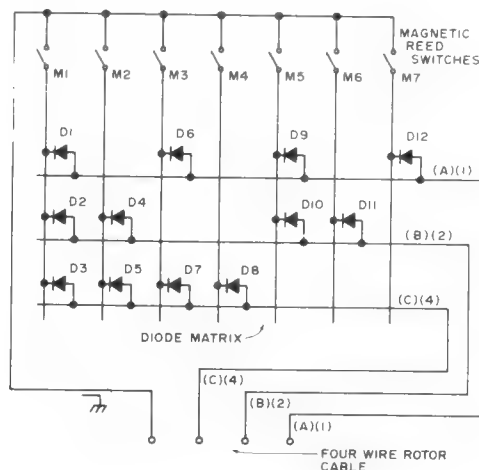 MAGNETIC
REED
SWITCHES
M1 M2 M3 M4 M5 M6 M7
D1 D6 D9 D12
(A)(1)
D2 D4 D10 D11
(B)(2)
D3 D5 D7 D8
(C)(4)
DIODE MATRIX
(C)(4)
(B)(2)
(A)(1)
FOUR WIRE ROTOR
CABLE